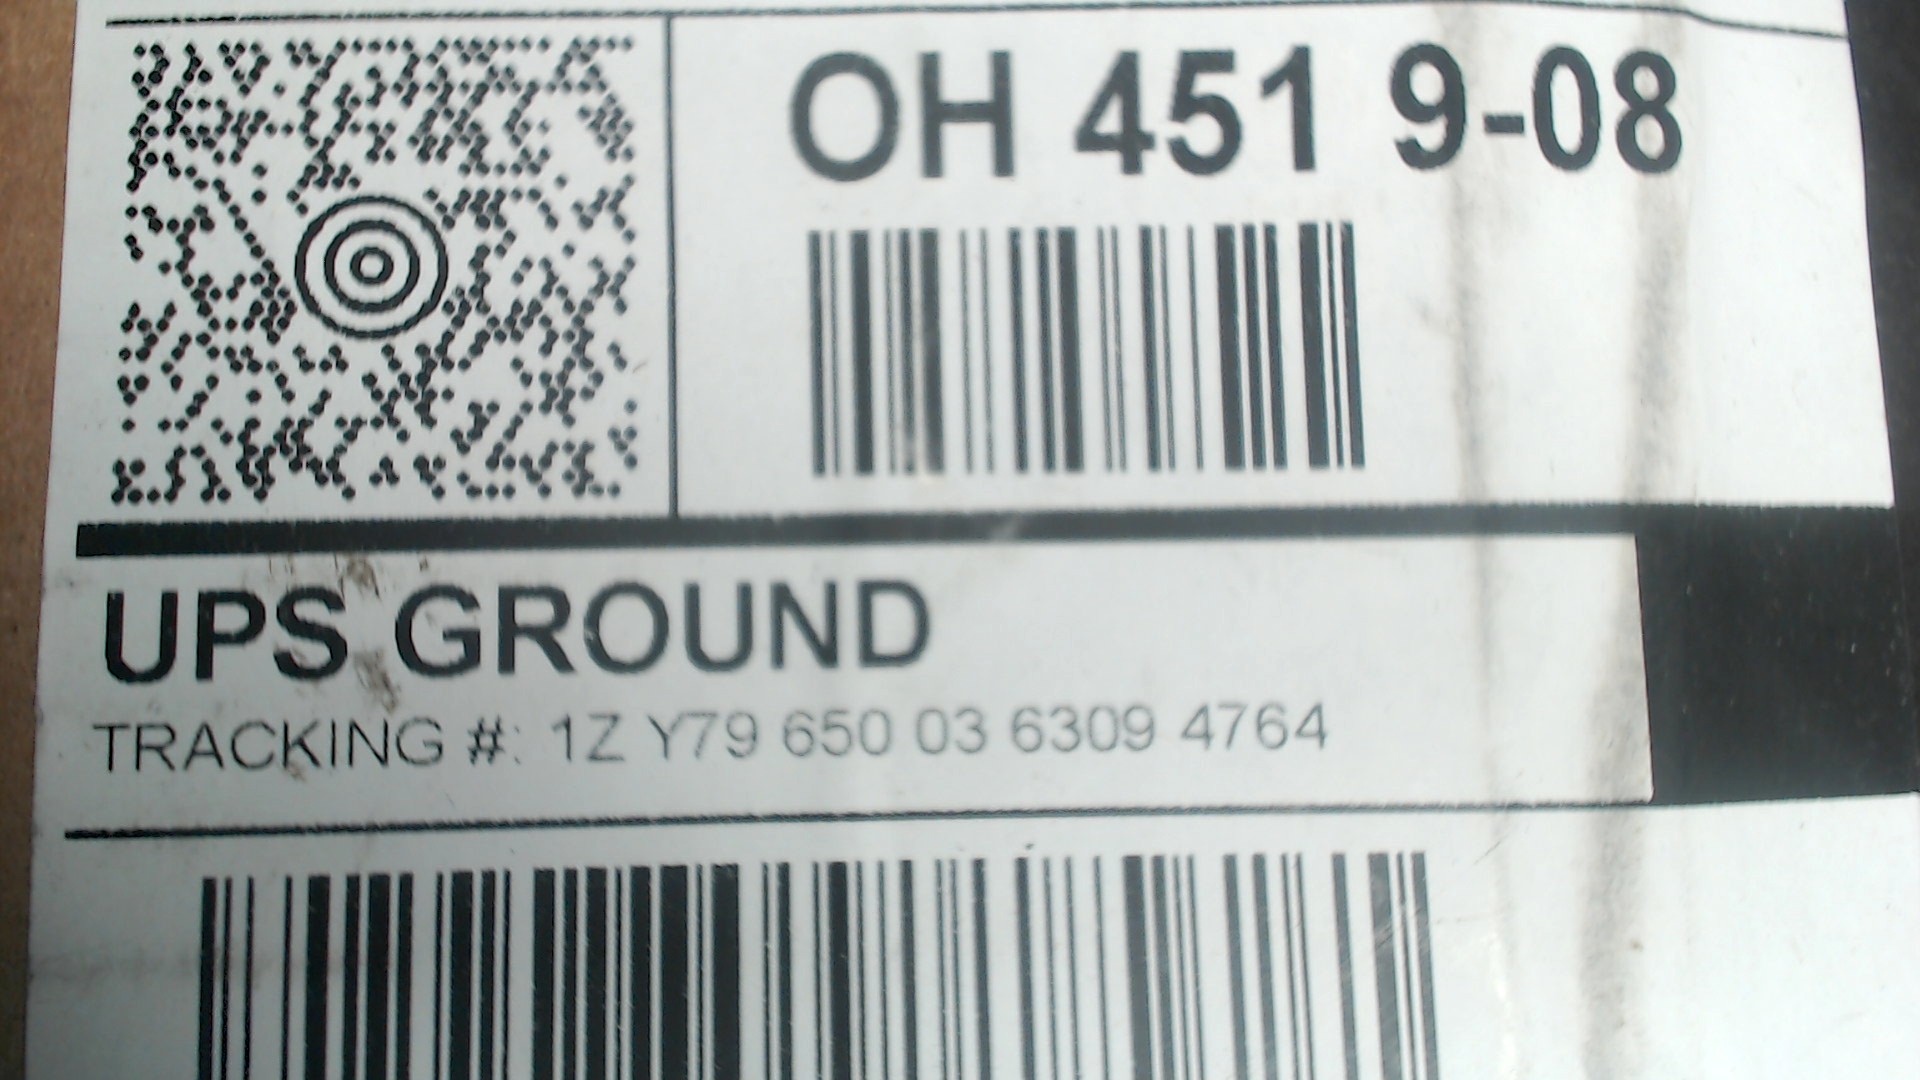 OH 451 9-08
UPS GROUND
TRACKING #: 1Z Y79 650 03 6309 4764